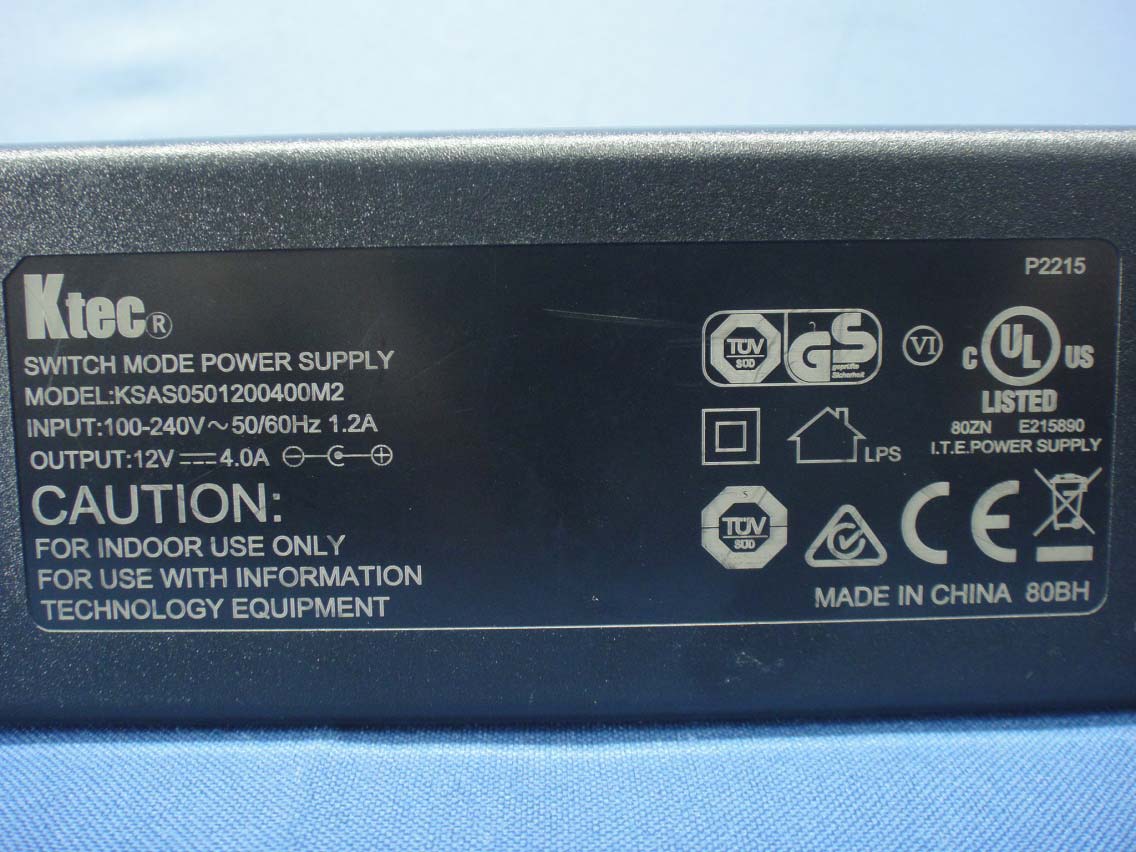 Ktec®
SWITCH MODE POWER SUPPLY
MODEL:KSAS0501200400M2
INPUT:100-240V～50/60Hz 1.2A
OUTPUT:12V⎓4.0A
CAUTION:
FOR INDOOR USE ONLY
FOR USE WITH INFORMATION
TECHNOLOGY EQUIPMENT
P2215
TÜV
SÜD
GS
geprüfte
Sicherheit
VI
C UL US
LISTED
80ZN E215890
I.T.E.POWER SUPPLY
LPS
S
TÜV
SÜD
CE
MADE IN CHINA 80BH